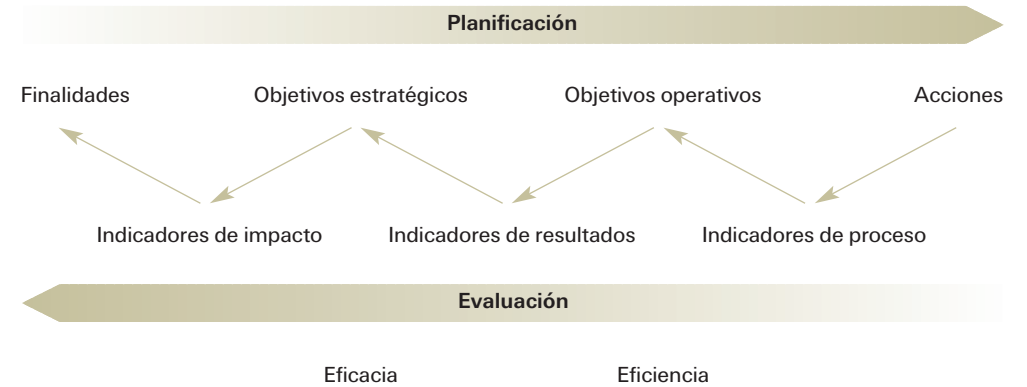 Planificación
Finalidades Objetivos estratégicos Objetivos operativos Acciones
Indicadores de impacto Indicadores de resultados Indicadores de proceso
Evaluación
Eficacia Eficiencia